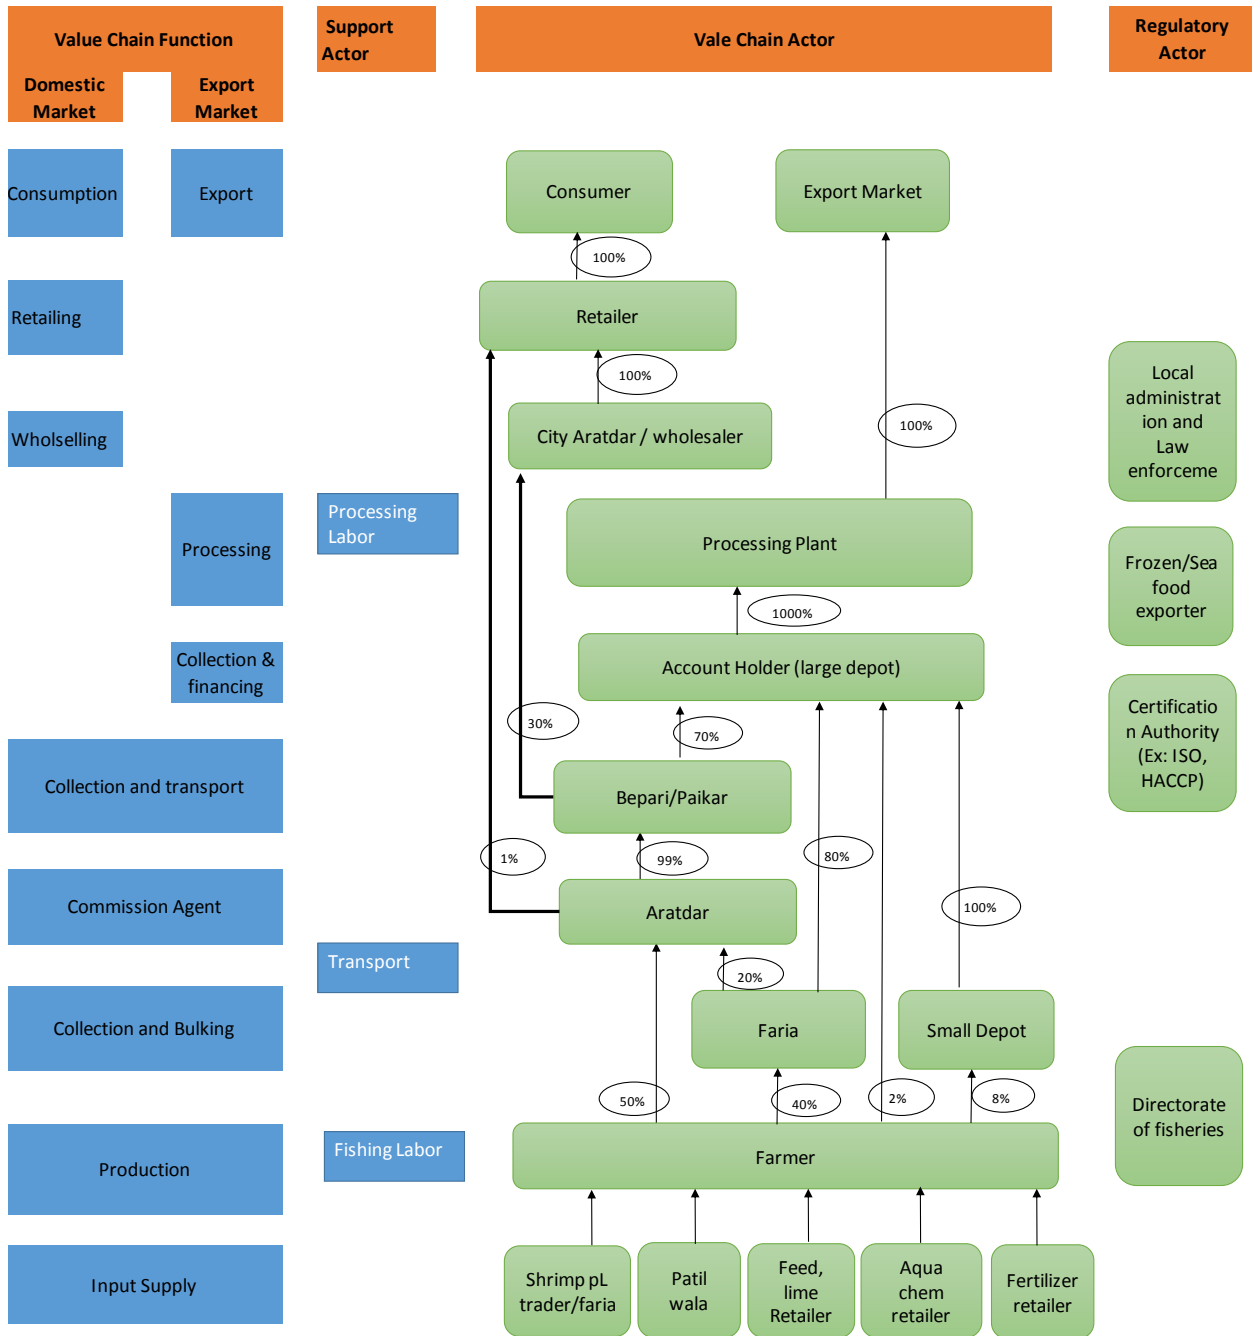 Value Chain Function
Support
Actor
Vale Chain Actor
Regulatory
Actor
Domestic
Market
Export
Market
Consumption
Export
Consumer
Export Market
100%
Retailing
Retailer
100%
Local
administrat
ion and
Law
enforceme
Wholselling
City Aratdar / wholesaler
100%
Processing
Labor
Processing
Processing Plant
Frozen/Sea
food
exporter
1000%
Collection &
financing
Account Holder (large depot)
Certificatio
n Authority
(Ex: ISO,
HACCP)
30%
70%
Collection and transport
Bepari/Paikar
1%
99%
80%
Commission Agent
Aratdar
100%
Transport
20%
Collection and Bulking
Faria
Small Depot
50%
40%
2%
8%
Directorate
of fisheries
Production
Fishing Labor
Farmer
Input Supply
Shrimp pL
trader/faria
Patil
wala
Feed,
lime
Retailer
Aqua
chem
retailer
Fertilizer
retailer